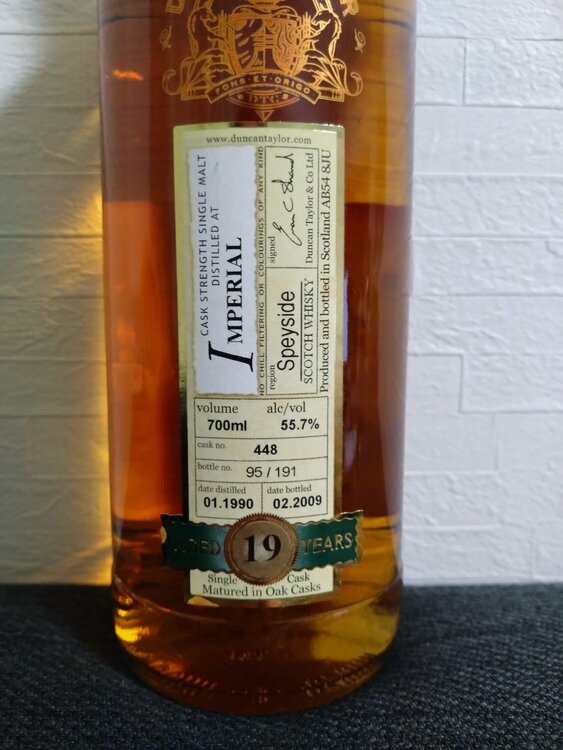 FONS·ET·ORIGO
DTC
www.duncantaylor.com
CASK STRENGTH SINGLE MALT
DISTILLED AT
IMPERIAL
NO CHILL FILTERING OR COLOURINGS OF ANY KIND
region Speyside
SCOTCH WHISKY
signed
Duncan Taylor & Co Ltd
Produced and bottled in Scotland AB54 8JU
volume alc/vol
700ml 55.7%
cask no. 448
bottle no. 95 / 191
date distilled date bottled
01.1990 02.2009
AGED 19 YEARS
Single Cask
Matured in Oak Casks